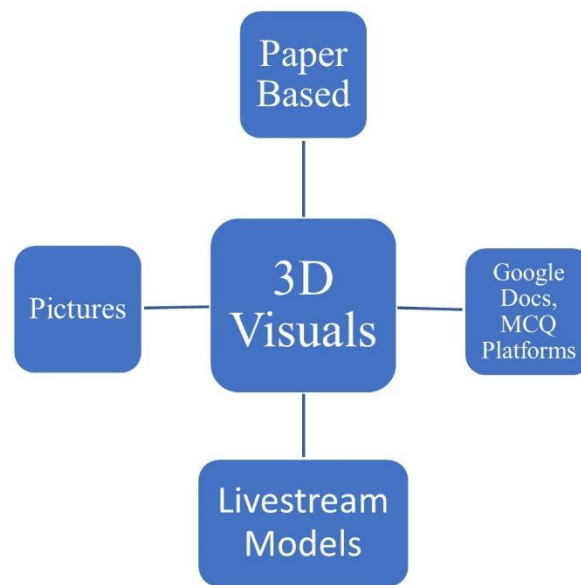 Paper
Based
Pictures
3D
Visuals
Google
Docs,
MCQ
Platforms
Livestream
Models